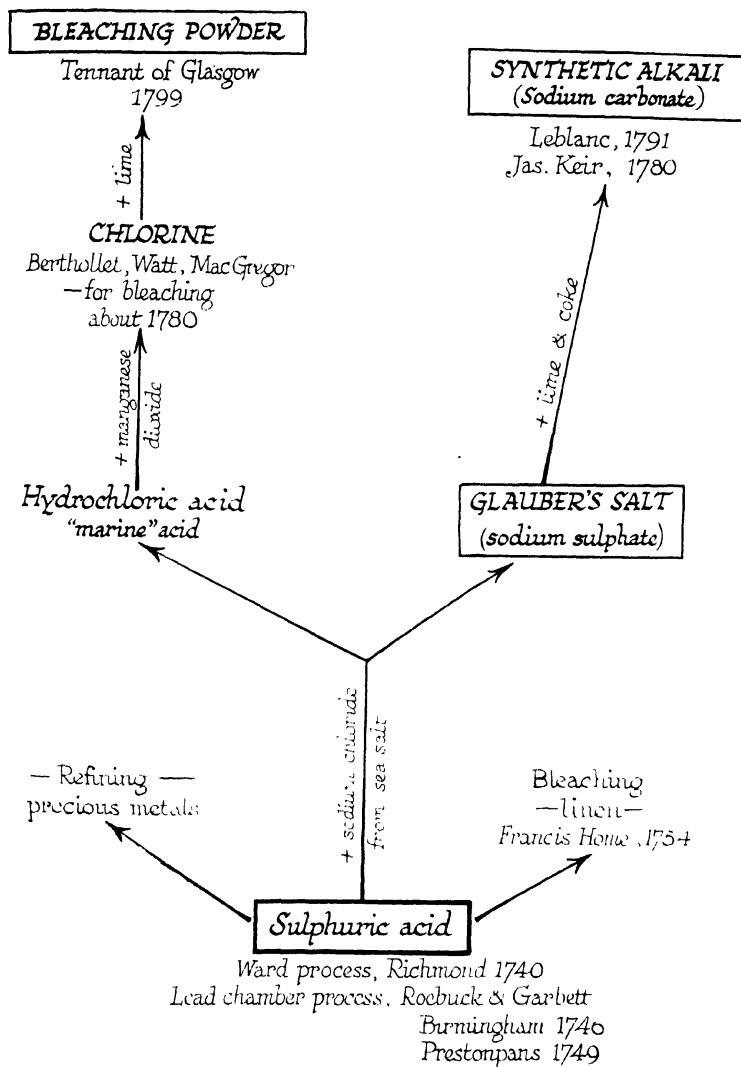 BLEACHING POWDER
Tennant of Glasgow
1799
+ lime
CHLORINE
Berthollet, Watt, MacGregor
—for bleaching
about 1780
+ manganese
dioxide
Hydrochloric acid
"marine" acid
SYNTHETIC ALKALI
(Sodium carbonate)
Leblanc, 1791
Jas. Keir, 1780
+ lime & coke
GLAUBER'S SALT
(sodium sulphate)
+ sodium chloride
from sea salt
— Refining —
precious metals
Bleaching
—linen—
Francis Home, 1754
Sulphuric acid
Ward process, Richmond 1740
Lead chamber process, Roebuck & Garbett
Birmingham 1746
Prestonpans 1749